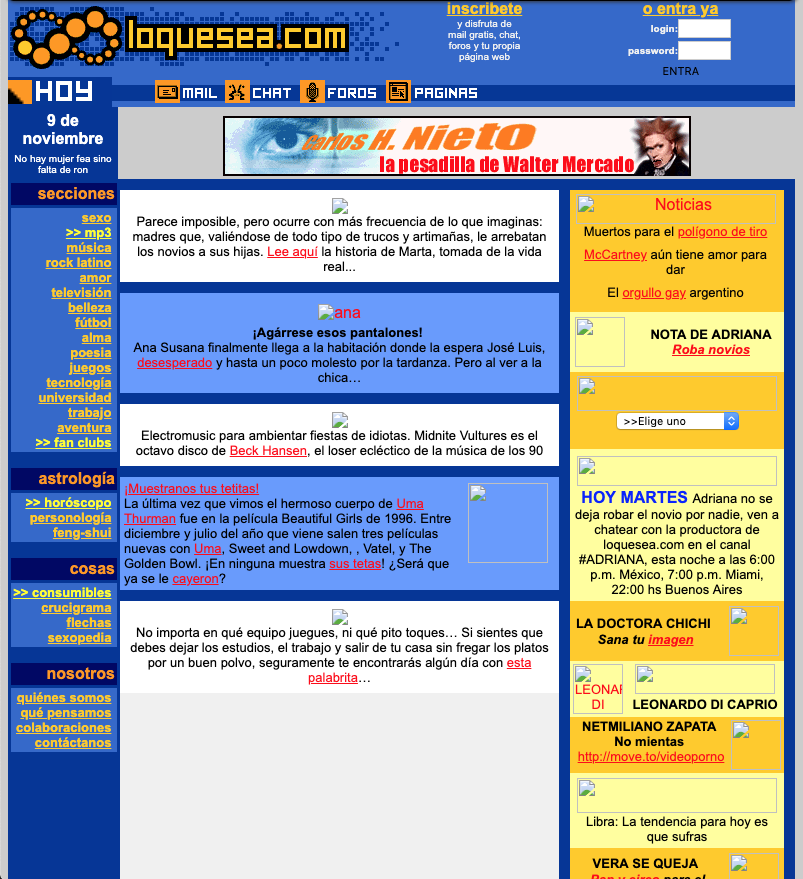 loquesea.com
inscribete
y disfruta de
mail gratis, chat,
foros y tu propia
página web
o entra ya
login:
password:
ENTRA
HOY
MAIL
CHAT
FOROS
PAGINAS
9 de
noviembre
No hay mujer fea sino
falta de ron
Carlos H. Nieto
la pesadilla de Walter Mercado
secciones
sexo
>> mp3
música
rock latino
amor
televisión
belleza
fútbol
alma
poesia
juegos
tecnología
universidad
trabajo
aventura
>> fan clubs
astrología
>> horóscopo
personología
feng-shui
cosas
>> consumibles
crucigrama
flechas
sexopedia
nosotros
quiénes somos
qué pensamos
colaboraciones
contáctanos
Parece imposible, pero ocurre con más frecuencia de lo que imaginas:
madres que, valiéndose de todo tipo de trucos y artimañas, le arrebatan
los novios a sus hijas. Lee aquí la historia de Marta, tomada de la vida
real...
ana
¡Agárrese esos pantalones!
Ana Susana finalmente llega a la habitación donde la espera José Luis,
desesperado y hasta un poco molesto por la tardanza. Pero al ver a la
chica…
Electromusic para ambientar fiestas de idiotas. Midnite Vultures es el
octavo disco de Beck Hansen, el loser ecléctico de la música de los 90
¡Muestranos tus tetitas!
La última vez que vimos el hermoso cuerpo de Uma
Thurman fue en la película Beautiful Girls de 1996. Entre
diciembre y julio del año que viene salen tres películas
nuevas con Uma, Sweet and Lowdown, , Vatel, y The
Golden Bowl. ¡En ninguna muestra sus tetas! ¿Será que
ya se le cayeron?
No importa en qué equipo juegues, ni qué pito toques… Si sientes que
debes dejar los estudios, el trabajo y salir de tu casa sin fregar los platos
por un buen polvo, seguramente te encontrarás algún día con esta
palabrita…
Noticias
Muertos para el polígono de tiro
McCartney aún tiene amor para
dar
El orgullo gay argentino
NOTA DE ADRIANA
Roba novios
>>Elige uno
HOY MARTES Adriana no se
deja robar el novio por nadie, ven a
chatear con la productora de
loquesea.com en el canal
#ADRIANA, esta noche a las 6:00
p.m. México, 7:00 p.m. Miami,
22:00 hs Buenos Aires
LA DOCTORA CHICHI
Sana tu imagen
LEONAR
DI
LEONARDO DI CAPRIO
NETMILIANO ZAPATA
No mientas
http://move.to/videoporno
Libra: La tendencia para hoy es
que sufras
VERA SE QUEJA